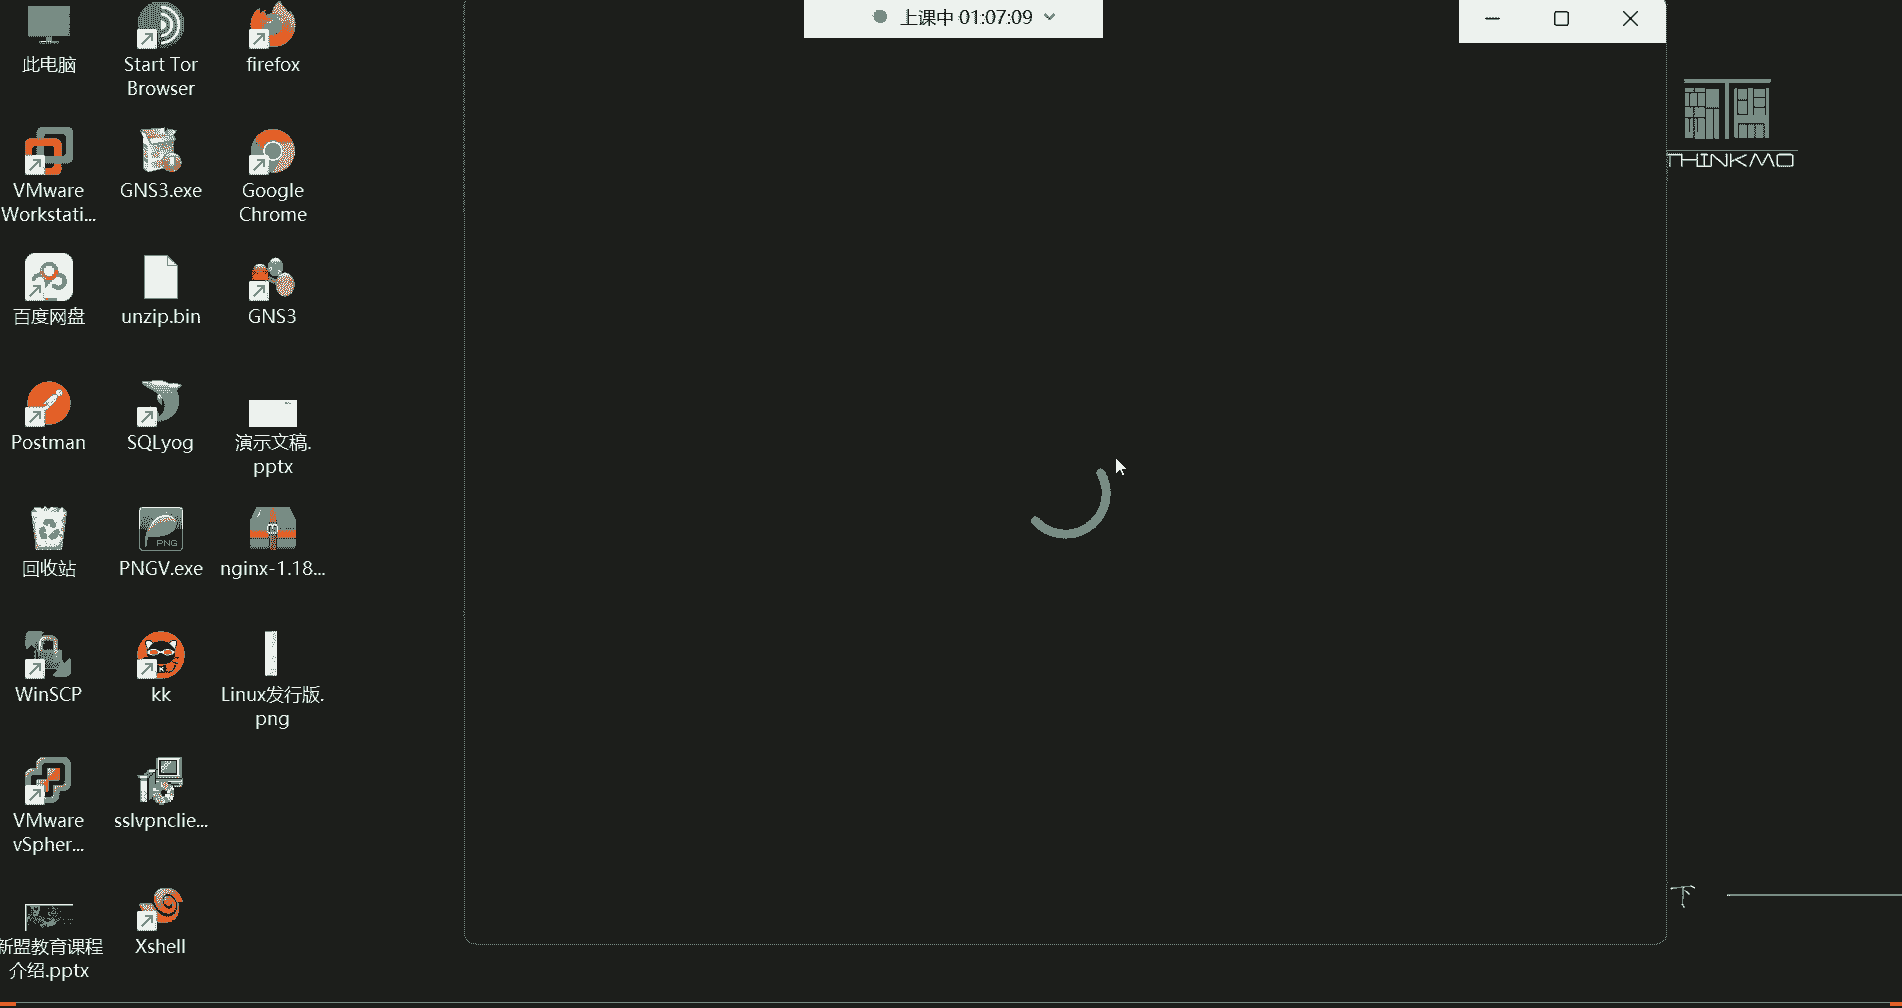 上课中 01:07:09
此电脑
Start Tor
Browser
firefox
THINKMO
VMware
Workstati...
GNS3.exe
Google
Chrome
百度网盘
unzip.bin
GNS3
Postman
SQLyog
演示文稿.
pptx
回收站
PNG
PNGV.exe
nginx-1.18...
WinSCP
kk
Linux发行版.
png
VMware
vSpher...
sslvpnclie...
新盟教育课程
介绍.pptx
Xshell
下